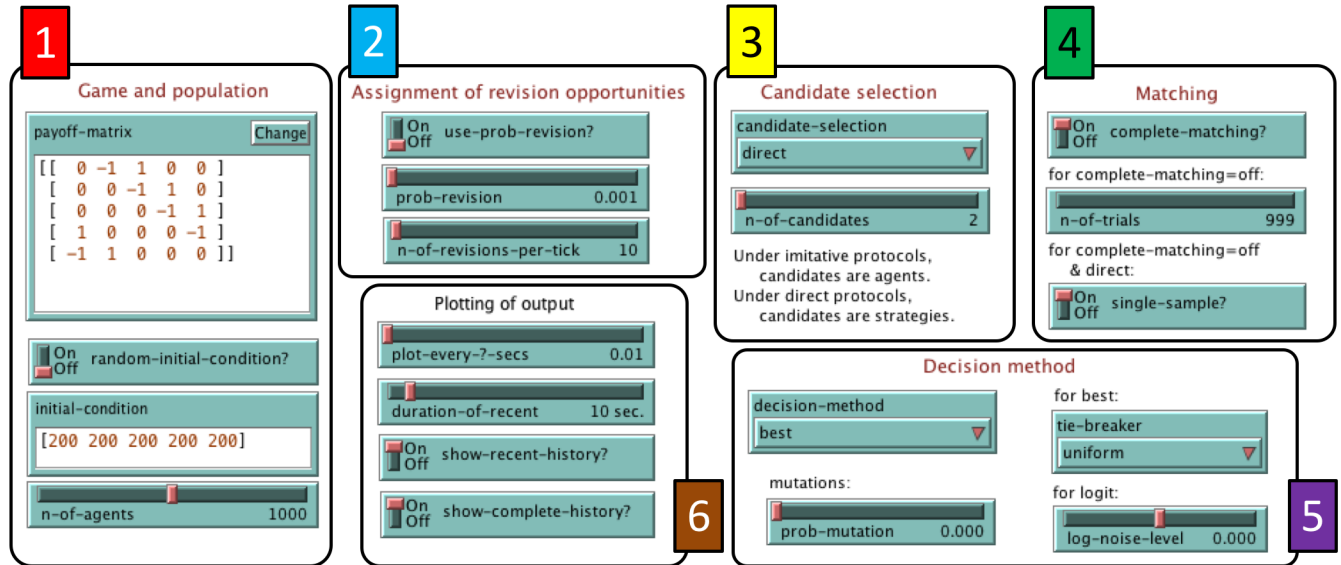 1
Game and population
payoff-matrix
Change
[[ 0 −1 1 0 0 ]
[ 0 0 −1 1 0 ]
[ 0 0 0 −1 1 ]
[ 1 0 0 0 −1 ]
[ −1 1 0 0 0 ]]
On
Off
random-initial-condition?
initial-condition
[200 200 200 200 200]
n-of-agents 1000
2
Assignment of revision opportunities
On
Off
use-prob-revision?
prob-revision 0.001
n-of-revisions-per-tick 10
3
Candidate selection
candidate-selection
direct
n-of-candidates 2
Under imitative protocols,
candidates are agents.
Under direct protocols,
candidates are strategies.
4
Matching
On
Off
complete-matching?
for complete-matching=off:
n-of-trials 999
for complete-matching=off
& direct:
On
Off
single-sample?
Plotting of output
plot-every-?-secs 0.01
duration-of-recent 10 sec.
On
Off
show-recent-history?
On
Off
show-complete-history?
6
Decision method
decision-method
best
mutations:
prob-mutation 0.000
for best:
tie-breaker
uniform
for logit:
log-noise-level 0.000
5